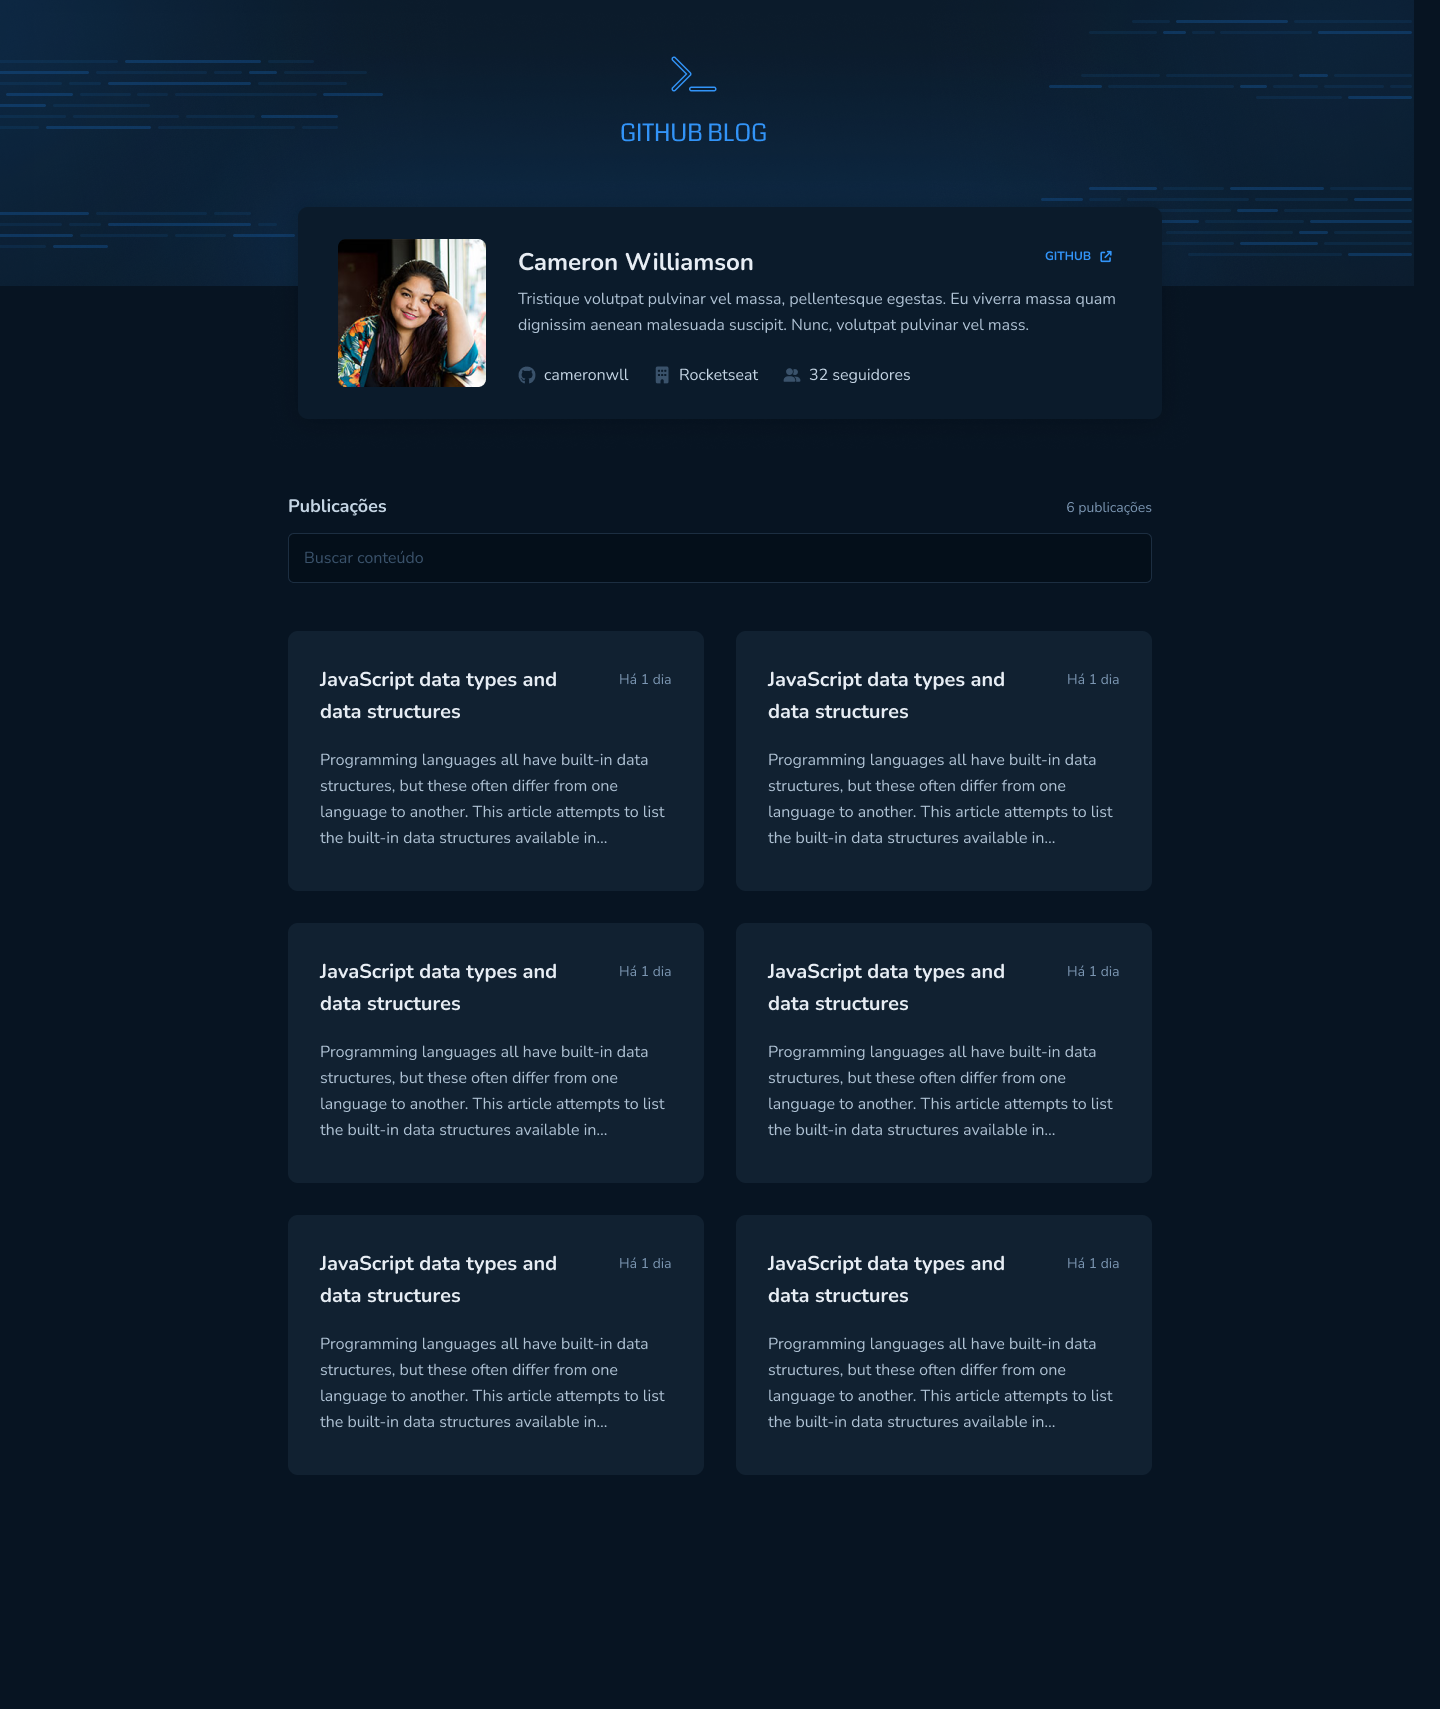 GITHUB BLOG
Cameron Williamson
GITHUB
Tristique volutpat pulvinar vel massa, pellentesque egestas. Eu viverra massa quam
dignissim aenean malesuada suscipit. Nunc, volutpat pulvinar vel mass.
cameronwll
Rocketseat
32 seguidores
Publicações
6 publicações
Buscar conteúdo
JavaScript data types and
data structures
Há 1 dia
Programming languages all have built-in data
structures, but these often differ from one
language to another. This article attempts to list
the built-in data structures available in...
JavaScript data types and
data structures
Há 1 dia
Programming languages all have built-in data
structures, but these often differ from one
language to another. This article attempts to list
the built-in data structures available in...
JavaScript data types and
data structures
Há 1 dia
Programming languages all have built-in data
structures, but these often differ from one
language to another. This article attempts to list
the built-in data structures available in...
JavaScript data types and
data structures
Há 1 dia
Programming languages all have built-in data
structures, but these often differ from one
language to another. This article attempts to list
the built-in data structures available in...
JavaScript data types and
data structures
Há 1 dia
Programming languages all have built-in data
structures, but these often differ from one
language to another. This article attempts to list
the built-in data structures available in...
JavaScript data types and
data structures
Há 1 dia
Programming languages all have built-in data
structures, but these often differ from one
language to another. This article attempts to list
the built-in data structures available in...